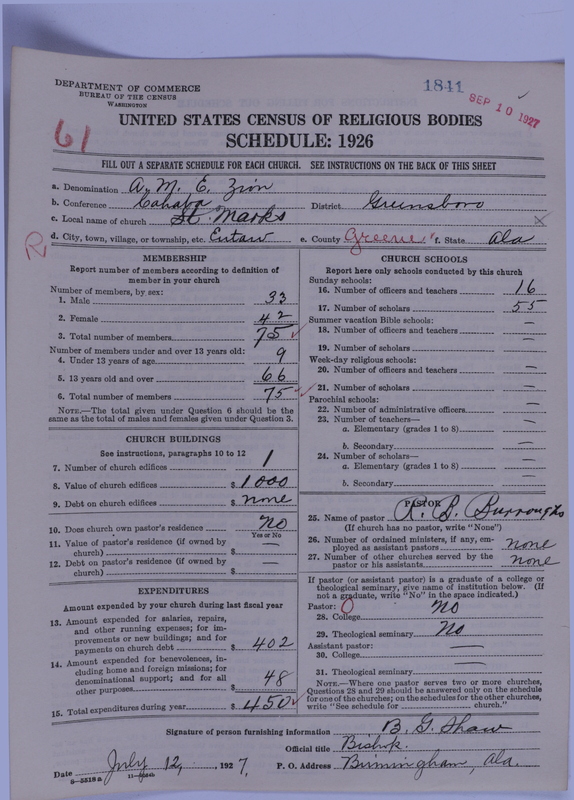 DEPARTMENT OF COMMERCE
BUREAU OF THE CENSUS
WASHINGTON
1841
SEP 10 1927
61
UNITED STATES CENSUS OF RELIGIOUS BODIES
SCHEDULE: 1926
FILL OUT A SEPARATE SCHEDULE FOR EACH CHURCH. SEE INSTRUCTIONS ON THE BACK OF THIS SHEET
a. Denomination A. M. E. Zion
b. Conference Cahaba District Greensboro
c. Local name of church St. Marks
d. City, town, village, or township, etc. Eutaw e. County Greene f. State Ala
R
MEMBERSHIP
Report number of members according to definition of
member in your church
Number of members, by sex:
1. Male 33
2. Female 42
3. Total number of members 75
Number of members under and over 13 years old:
4. Under 13 years of age 9
5. 13 years old and over 66
6. Total number of members 75
NOTE.—The total given under Question 6 should be the
same as the total of males and females given under Question 3.
CHURCH BUILDINGS
See instructions, paragraphs 10 to 12
7. Number of church edifices 1
8. Value of church edifices $ 1000
9. Debt on church edifices $ none
10. Does church own pastor's residence No
Yes or No
11. Value of pastor's residence (if owned by
church) $ —
12. Debt on pastor's residence (if owned by
church) $ —
EXPENDITURES
Amount expended by your church during last fiscal year
13. Amount expended for salaries, repairs,
and other running expenses; for im-
provements or new buildings; and for
payments on church debt $ 402
14. Amount expended for benevolences, in-
cluding home and foreign missions; for
denominational support; and for all
other purposes $ 48
15. Total expenditures during year $ 450
CHURCH SCHOOLS
Report here only schools conducted by this church
Sunday schools:
16. Number of officers and teachers 16
17. Number of scholars 55
Summer vacation Bible schools:
18. Number of officers and teachers —
19. Number of scholars —
Week-day religious schools:
20. Number of officers and teachers —
21. Number of scholars —
Parochial schools:
22. Number of administrative officers —
23. Number of teachers—
a. Elementary (grades 1 to 8) —
b. Secondary —
24. Number of scholars—
a. Elementary (grades 1 to 8) —
b. Secondary —
PASTOR
25. Name of pastor R. B. Burroughs
(If church has no pastor, write "None")
26. Number of ordained ministers, if any, em-
ployed as assistant pastors none
27. Number of other churches served by the
pastor or his assistants none
If pastor (or assistant pastor) is a graduate of a college or
theological seminary, give name of institution below. (If
not a graduate, write "No" in the space indicated.)
Pastor: 0
28. College No
29. Theological seminary No
Assistant pastor: —
30. College —
31. Theological seminary —
NOTE.—Where one pastor serves two or more churches,
Questions 28 and 29 should be answered only on the schedule
for one of the churches; on the schedules for the other churches,
write "See schedule for church."
Signature of person furnishing information B. G. Shaw
Official title Bishop.
Date July 12, 1927, P. O. Address Birmingham, Ala.
8—5518a